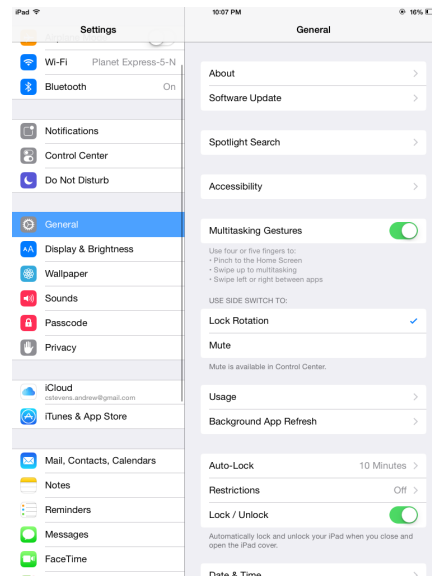 iPad 10:07 PM 16%
Settings
Wi-Fi Planet Express-5-N
Bluetooth On
Notifications
Control Center
Do Not Disturb
General
Display & Brightness
Wallpaper
Sounds
Passcode
Privacy
iCloud
cstevens.andrew@gmail.com
iTunes & App Store
Mail, Contacts, Calendars
Notes
Reminders
Messages
FaceTime
General
About
Software Update
Spotlight Search
Accessibility
Multitasking Gestures
Use four or five fingers to:
• Pinch to the Home Screen
• Swipe up to multitasking
• Swipe left or right between apps
USE SIDE SWITCH TO:
Lock Rotation
Mute
Mute is available in Control Center.
Usage
Background App Refresh
Auto-Lock 10 Minutes
Restrictions Off
Lock / Unlock
Automatically lock and unlock your iPad when you close and
open the iPad cover.
Date & Time